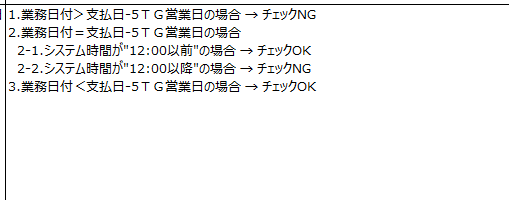 1.業務日付＞支払日-5ＴＧ営業日の場合 → チェックNG
2.業務日付＝支払日-5ＴＧ営業日の場合
2-1.システム時間が"12:00以前"の場合 → チェックOK
2-2.システム時間が"12:00以降"の場合 → チェックNG
3.業務日付＜支払日-5ＴＧ営業日の場合 → チェックOK